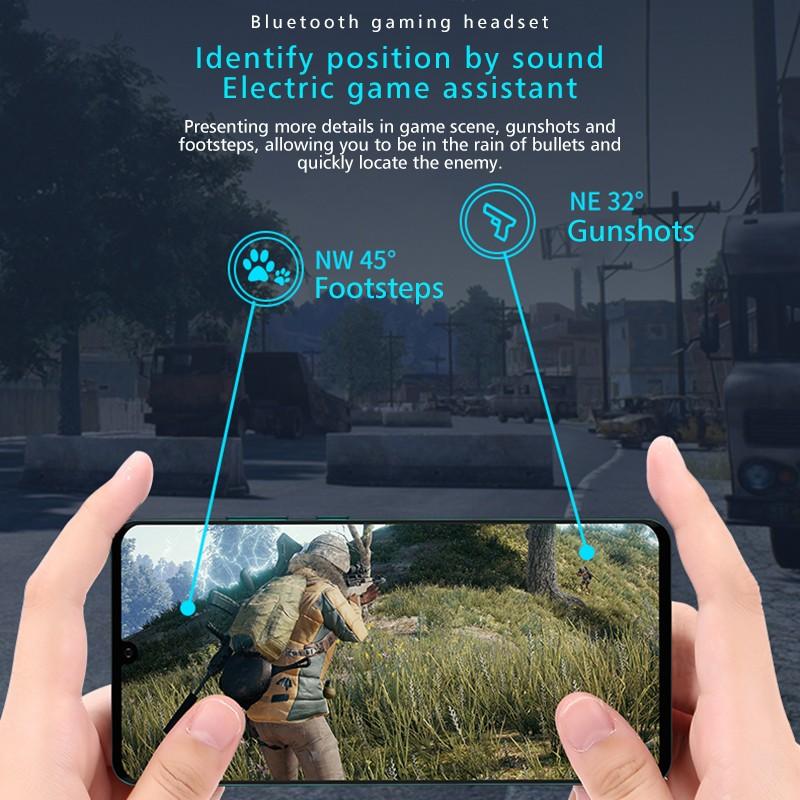 Bluetooth gaming headset
Identify position by sound
Electric game assistant
Presenting more details in game scene, gunshots and
footsteps, allowing you to be in the rain of bullets and
quickly locate the enemy.
NE 32°
Gunshots
NW 45°
Footsteps